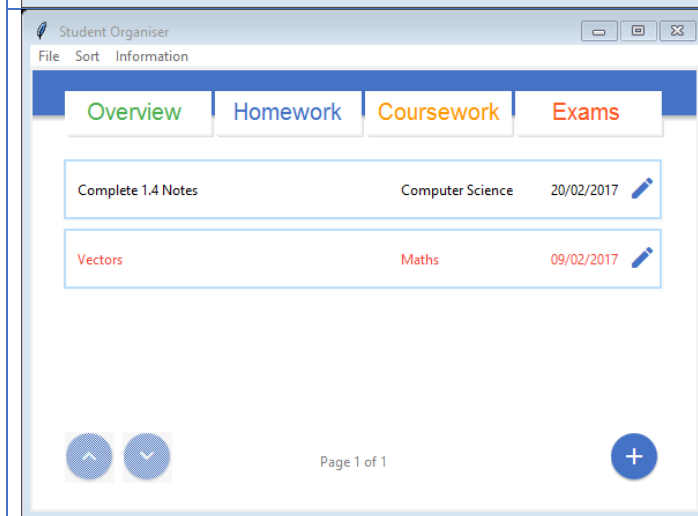 Student Organiser
File Sort Information
Overview Homework Coursework Exams
Complete 1.4 Notes Computer Science 20/02/2017
Vectors Maths 09/02/2017
Page 1 of 1